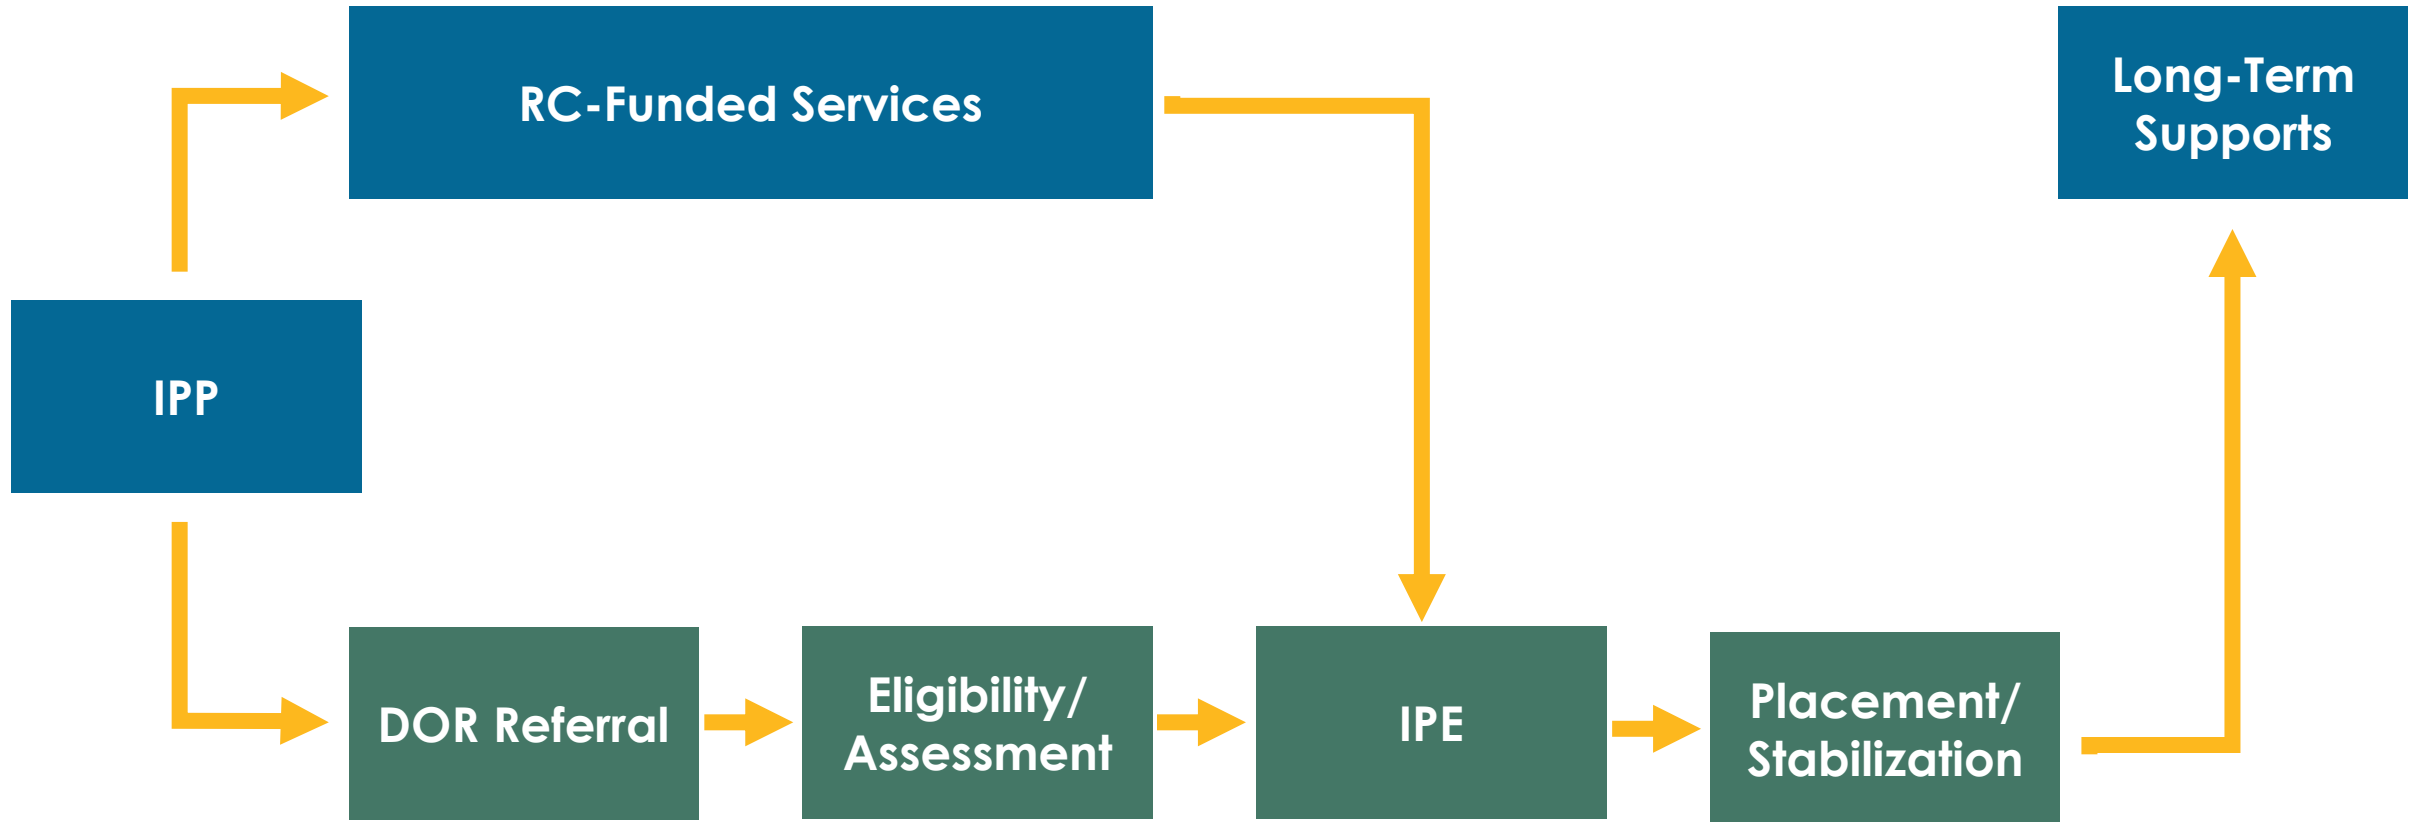 RC-Funded Services
Long-Term
Supports
IPP
DOR Referral
Eligibility/
Assessment
IPE
Placement/
Stabilization